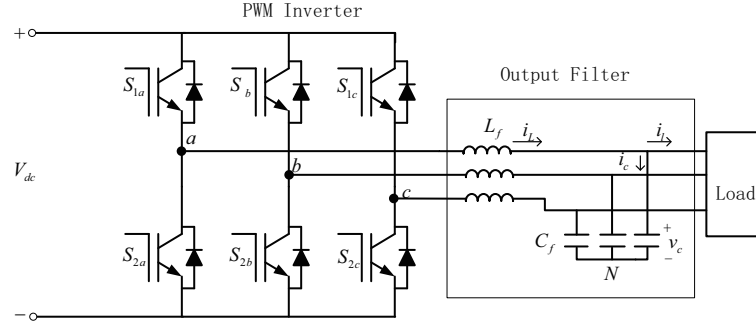 PWM Inverter
+
S1a
Sb
S1c
Output Filter
a
Lf
iL
il
ic
b
Vdc
c
Load
S2a
S2b
S2c
Cf
+
vc
−
N
−